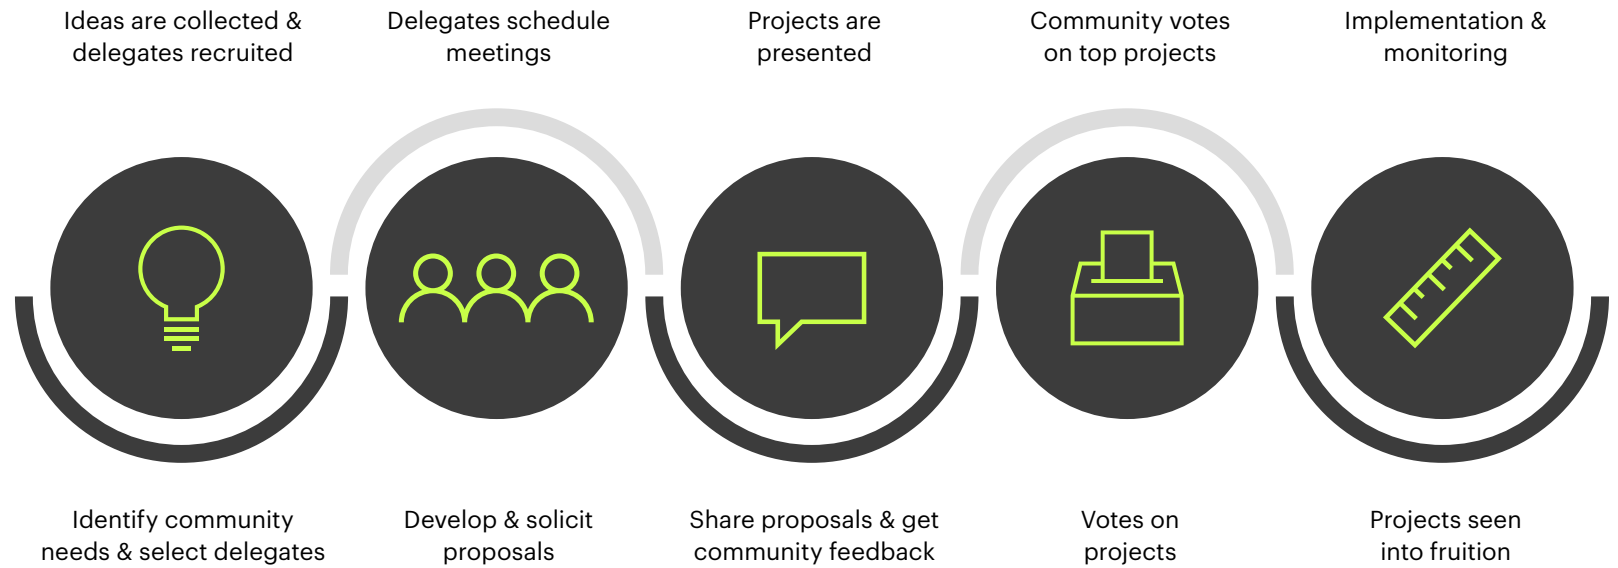 Ideas are collected &
delegates recruited
Delegates schedule
meetings
Projects are
presented
Community votes
on top projects
Implementation &
monitoring
Identify community
needs & select delegates
Develop & solicit
proposals
Share proposals & get
community feedback
Votes on
projects
Projects seen
into fruition